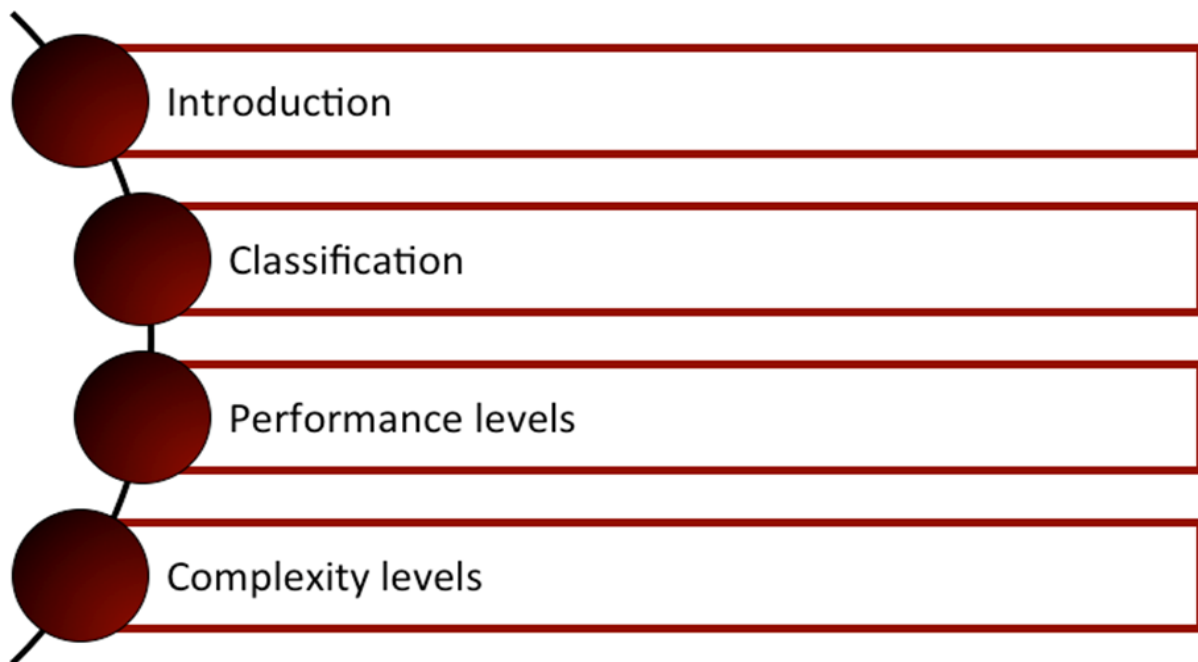 Introduction
Classification
Performance levels
Complexity levels